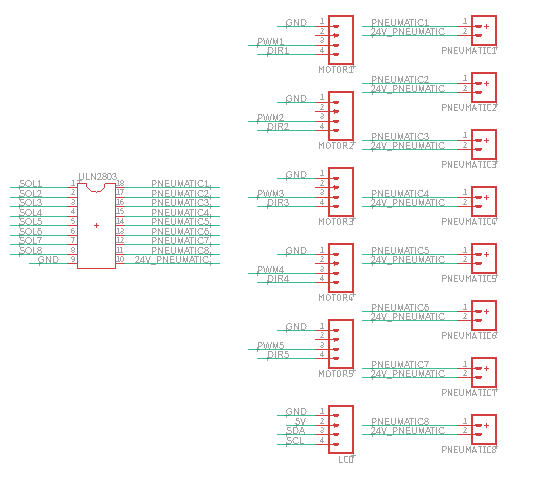 ULN2803
SOL1 1 18 PNEUMATIC1
SOL2 2 17 PNEUMATIC2
SOL3 3 16 PNEUMATIC3
SOL4 4 15 PNEUMATIC4
SOL5 5 14 PNEUMATIC5
SOL6 6 13 PNEUMATIC6
SOL7 7 12 PNEUMATIC7
SOL8 8 11 PNEUMATIC8
GND 9 10 24V_PNEUMATIC
GND 1
2
PWM1 3
DIR1 4
MOTOR1
GND 1
2
PWM2 3
DIR2 4
MOTOR2
GND 1
2
PWM3 3
DIR3 4
MOTOR3
GND 1
2
PWM4 3
DIR4 4
MOTOR4
GND 1
2
PWM5 3
DIR5 4
MOTOR5
GND 1
5V 2
SDA 3
SCL 4
LCD
PNEUMATIC1 1
24V_PNEUMATIC 2
PNEUMATIC1
PNEUMATIC2 1
24V_PNEUMATIC 2
PNEUMATIC2
PNEUMATIC3 1
24V_PNEUMATIC 2
PNEUMATIC3
PNEUMATIC4 1
24V_PNEUMATIC 2
PNEUMATIC4
PNEUMATIC5 1
24V_PNEUMATIC 2
PNEUMATIC5
PNEUMATIC6 1
24V_PNEUMATIC 2
PNEUMATIC6
PNEUMATIC7 1
24V_PNEUMATIC 2
PNEUMATIC7
PNEUMATIC8 1
24V_PNEUMATIC 2
PNEUMATIC8